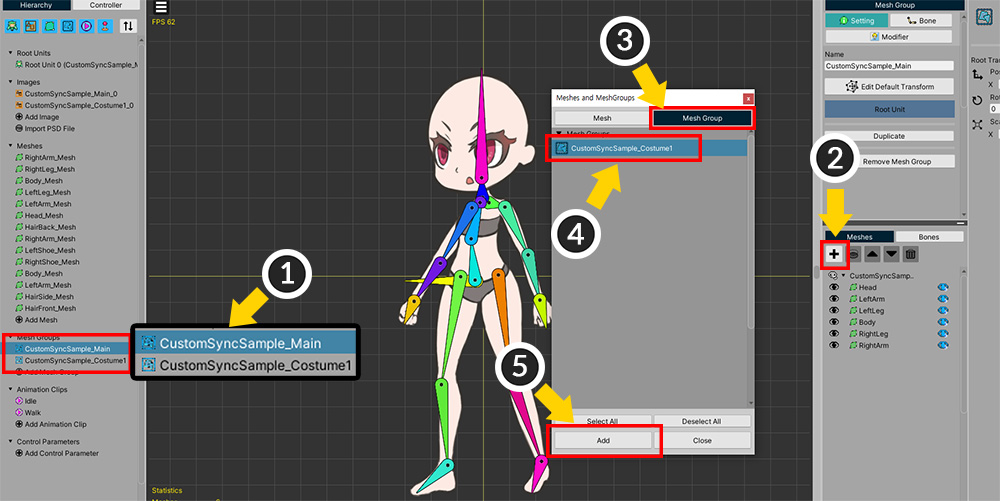 Hierarchy
Controller
Root Units
Root Unit 0 (CustomSyncSample_M
Images
CustomSyncSample_Main_0
CustomSyncSample_Costume1_0
Add Image
Import PSD File
Meshes
RightArm_Mesh
RightLeg_Mesh
Body_Mesh
LeftLeg_Mesh
LeftArm_Mesh
Head_Mesh
HairBack_Mesh
RightArm_Mesh
LeftShoe_Mesh
RightShoe_Mesh
Body_Mesh
LeftArm_Mesh
HairSide_Mesh
HairFront_Mesh
Add Mesh
Mesh Groups
CustomSyncSample_Main
CustomSyncSample_Costume1
Add Mesh Group
Animation Clips
Idle
Walk
Add Animation Clip
Control Parameters
Add Control Parameter
FPS 62
1
CustomSyncSample_Main
CustomSyncSample_Costume1
Statistics
3
Meshes and MeshGroups
x
Mesh
Mesh Group
Mesh Groups
CustomSyncSample_Costume1
4
5
Select All
Deselect All
Add
Close
Mesh Group
Setting
Bone
Modifier
Name
CustomSyncSample_Main
Edit Default Transform
Root Unit
Duplicate
Remove Mesh Group
2
Meshes
Bones
CustomSyncSamp..
Head
LeftArm
LeftLeg
Body
RightLeg
RightArm
Root Tra
Po
X
Rot
0
Sca
X